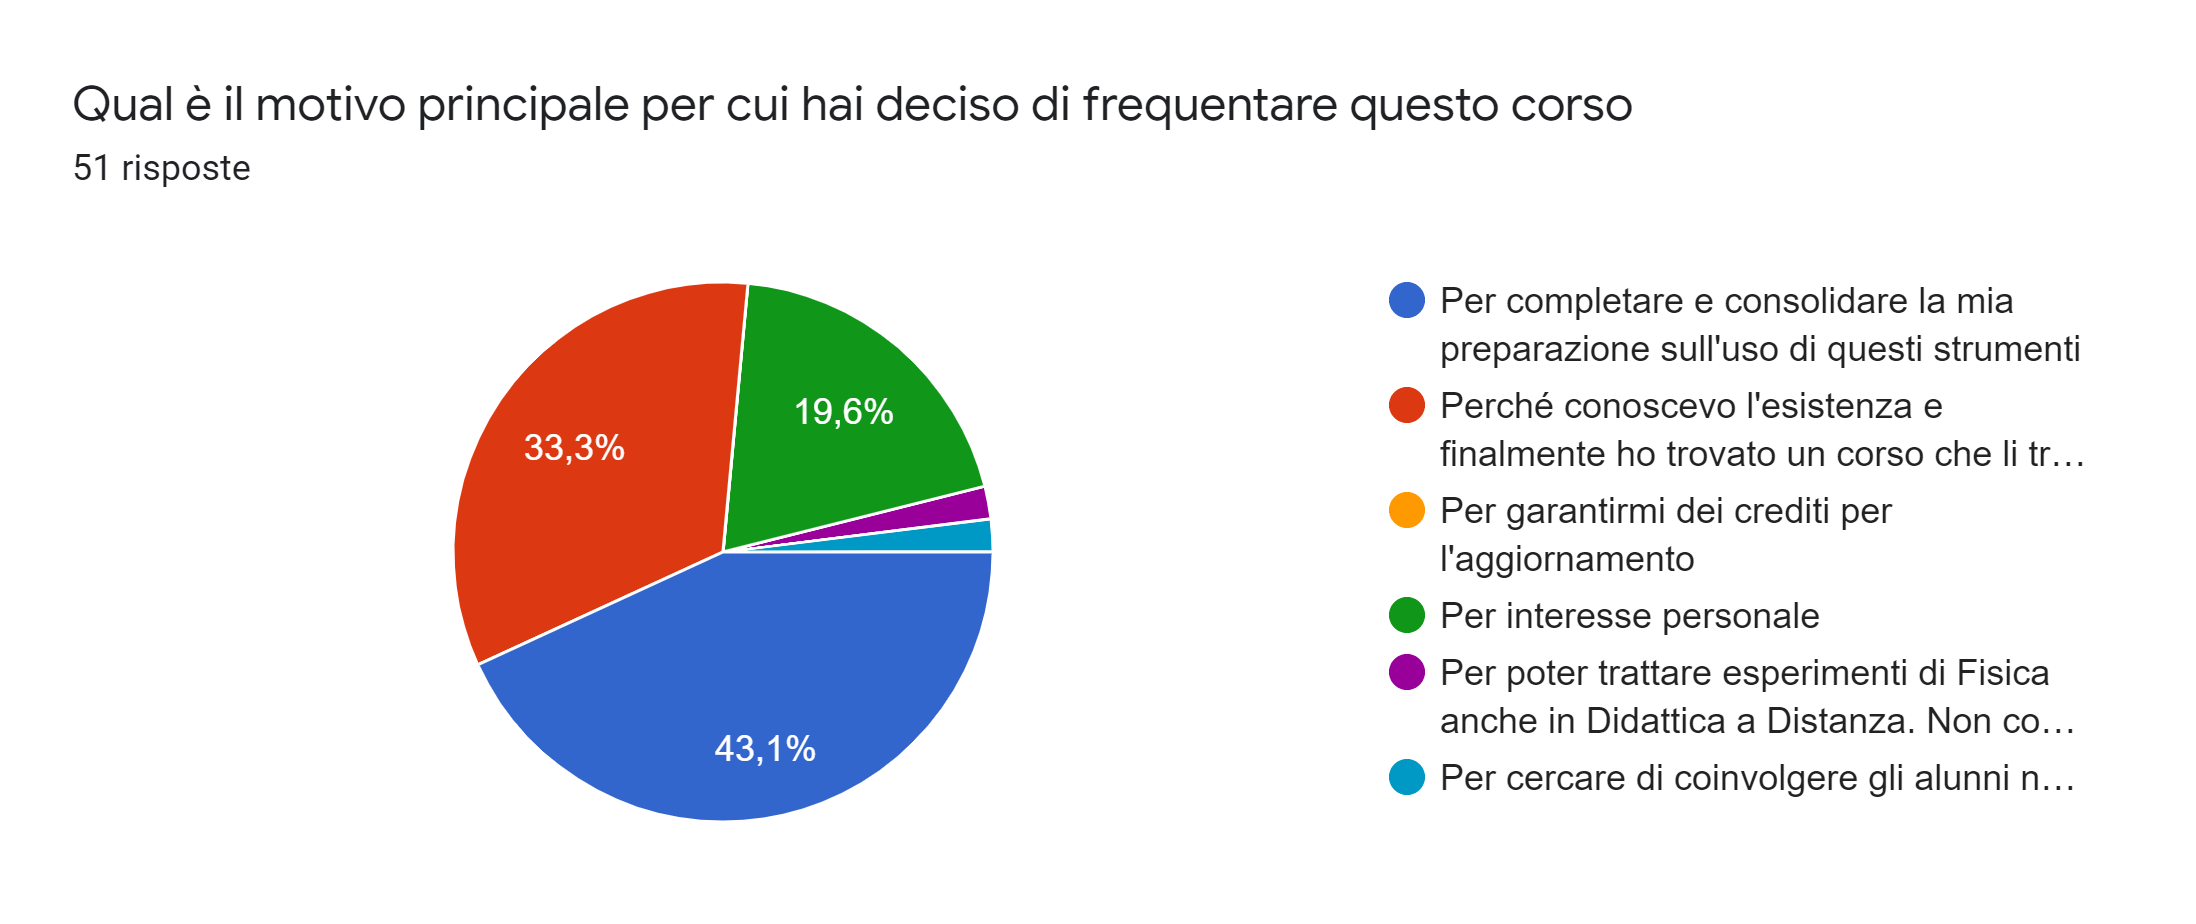 Qual è il motivo principale per cui hai deciso di frequentare questo corso
51 risposte
33,3%
19,6%
43,1%
Per completare e consolidare la mia
preparazione sull'uso di questi strumenti
Perché conoscevo l'esistenza e
finalmente ho trovato un corso che li tr…
Per garantirmi dei crediti per
l'aggiornamento
Per interesse personale
Per poter trattare esperimenti di Fisica
anche in Didattica a Distanza. Non co…
Per cercare di coinvolgere gli alunni n…